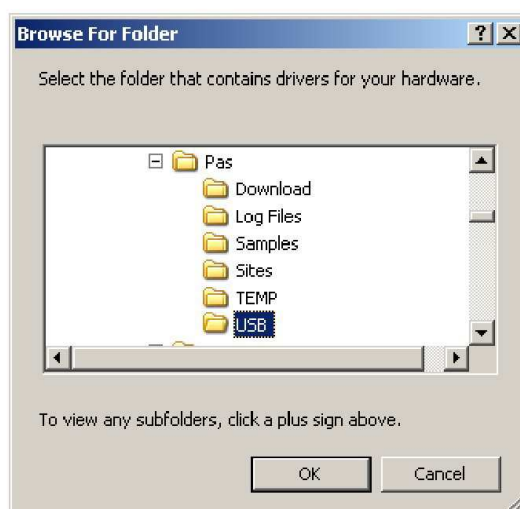 Browse For Folder
Select the folder that contains drivers for your hardware.
Pas
Download
Log Files
Samples
Sites
TEMP
USB
To view any subfolders, click a plus sign above.
OK Cancel